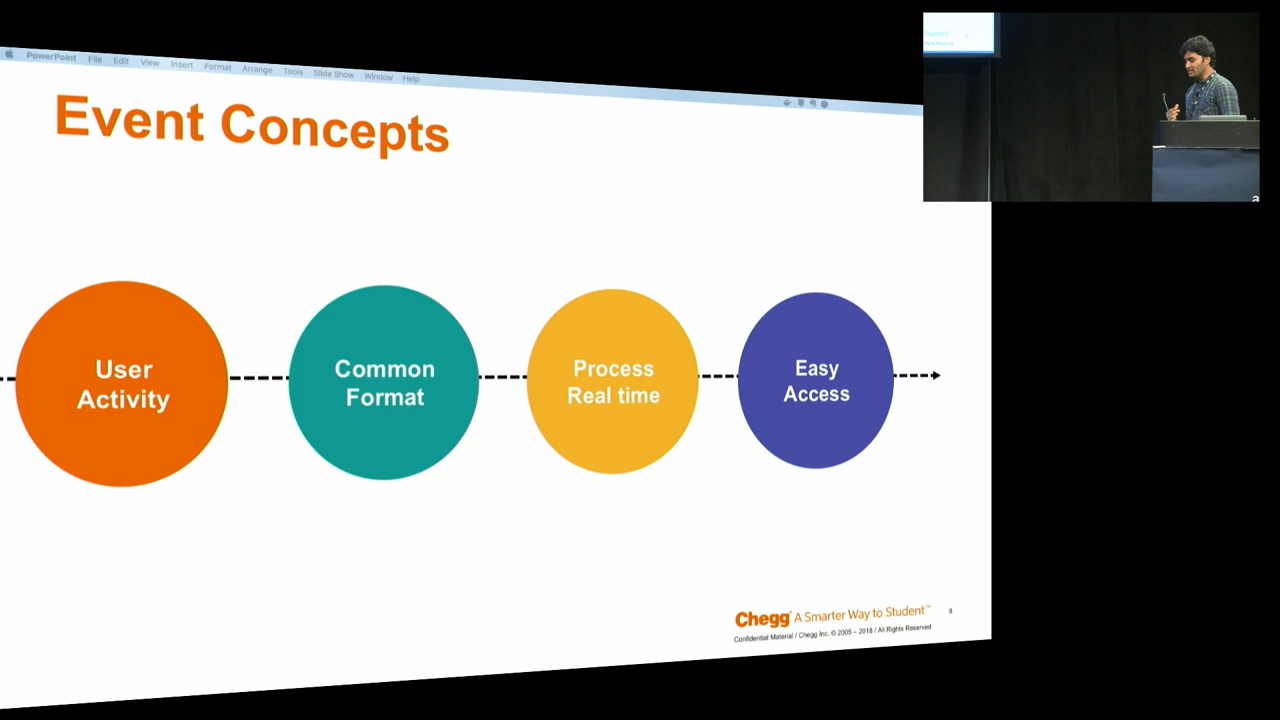 PowerPoint File Edit View Insert Format Arrange Tools Slide Show Window Help
Event Concepts
User
Activity
Common
Format
Process
Real time
Easy
Access
Chegg® A Smarter Way to Student™
8
Confidential Material / Chegg Inc. © 2005 – 2018 / All Rights Reserved